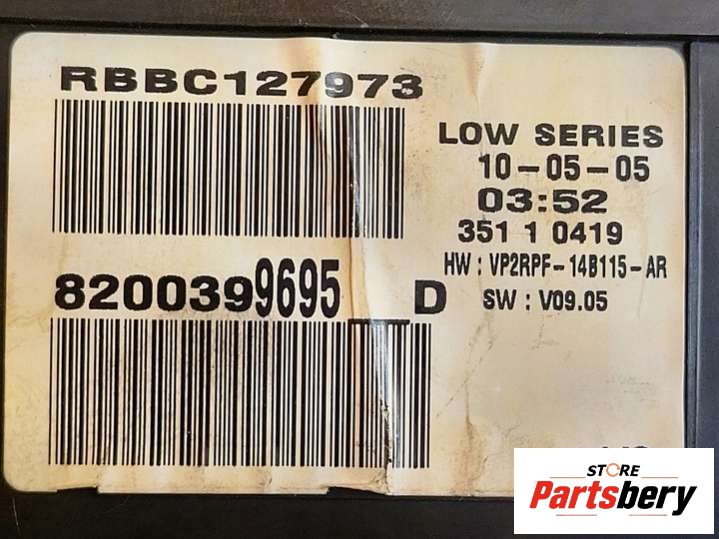 RBBC127973
LOW SERIES
10-05-05
03:52
351 1 0419
HW : VP2RPF-14B115-AR
SW : V09.05
8200399695__D
STORE
Partsbery